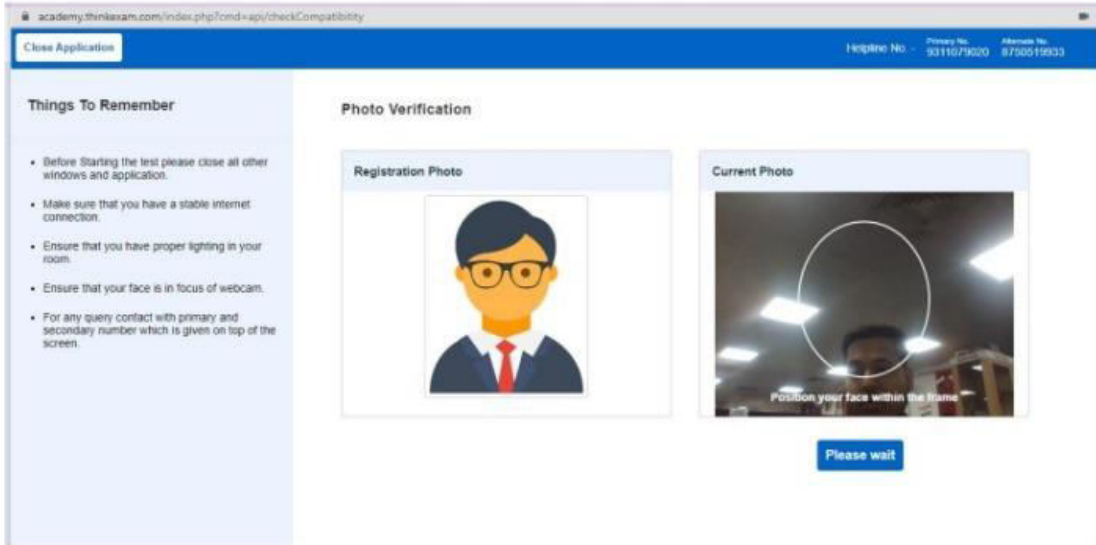 academy.thinkexam.com/index.php?cmd=api/checkCompatibitity
Close Application
Helpline No. -
Primary No.
9311079020
Alternate No.
8750519933
Things To Remember
Before Starting the test please close all other
windows and application.
Make sure that you have a stable internet
connection.
Ensure that you have proper lighting in your
room.
Ensure that your face is in focus of webcam.
For any query contact with primary and
secondary number which is given on top of the
screen.
Photo Verification
Registration Photo
Current Photo
Position your face within the frame
Please wait